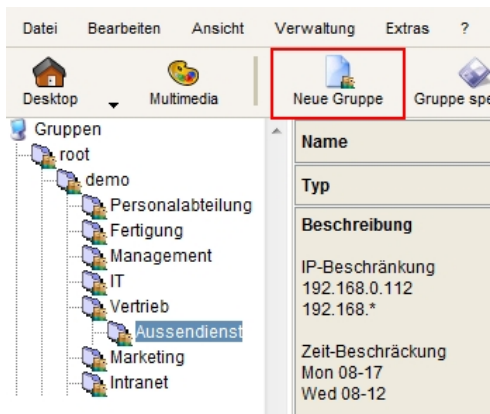 Datei Bearbeiten Ansicht Verwaltung Extras ?
Desktop Multimedia Neue Gruppe Gruppe spe
Gruppen
root
demo
Personalabteilung
Fertigung
Management
IT
Vertrieb
Aussendienst
Marketing
Intranet
Name
Typ
Beschreibung
IP-Beschränkung
192.168.0.112
192.168.*
Zeit-Beschräckung
Mon 08-17
Wed 08-12